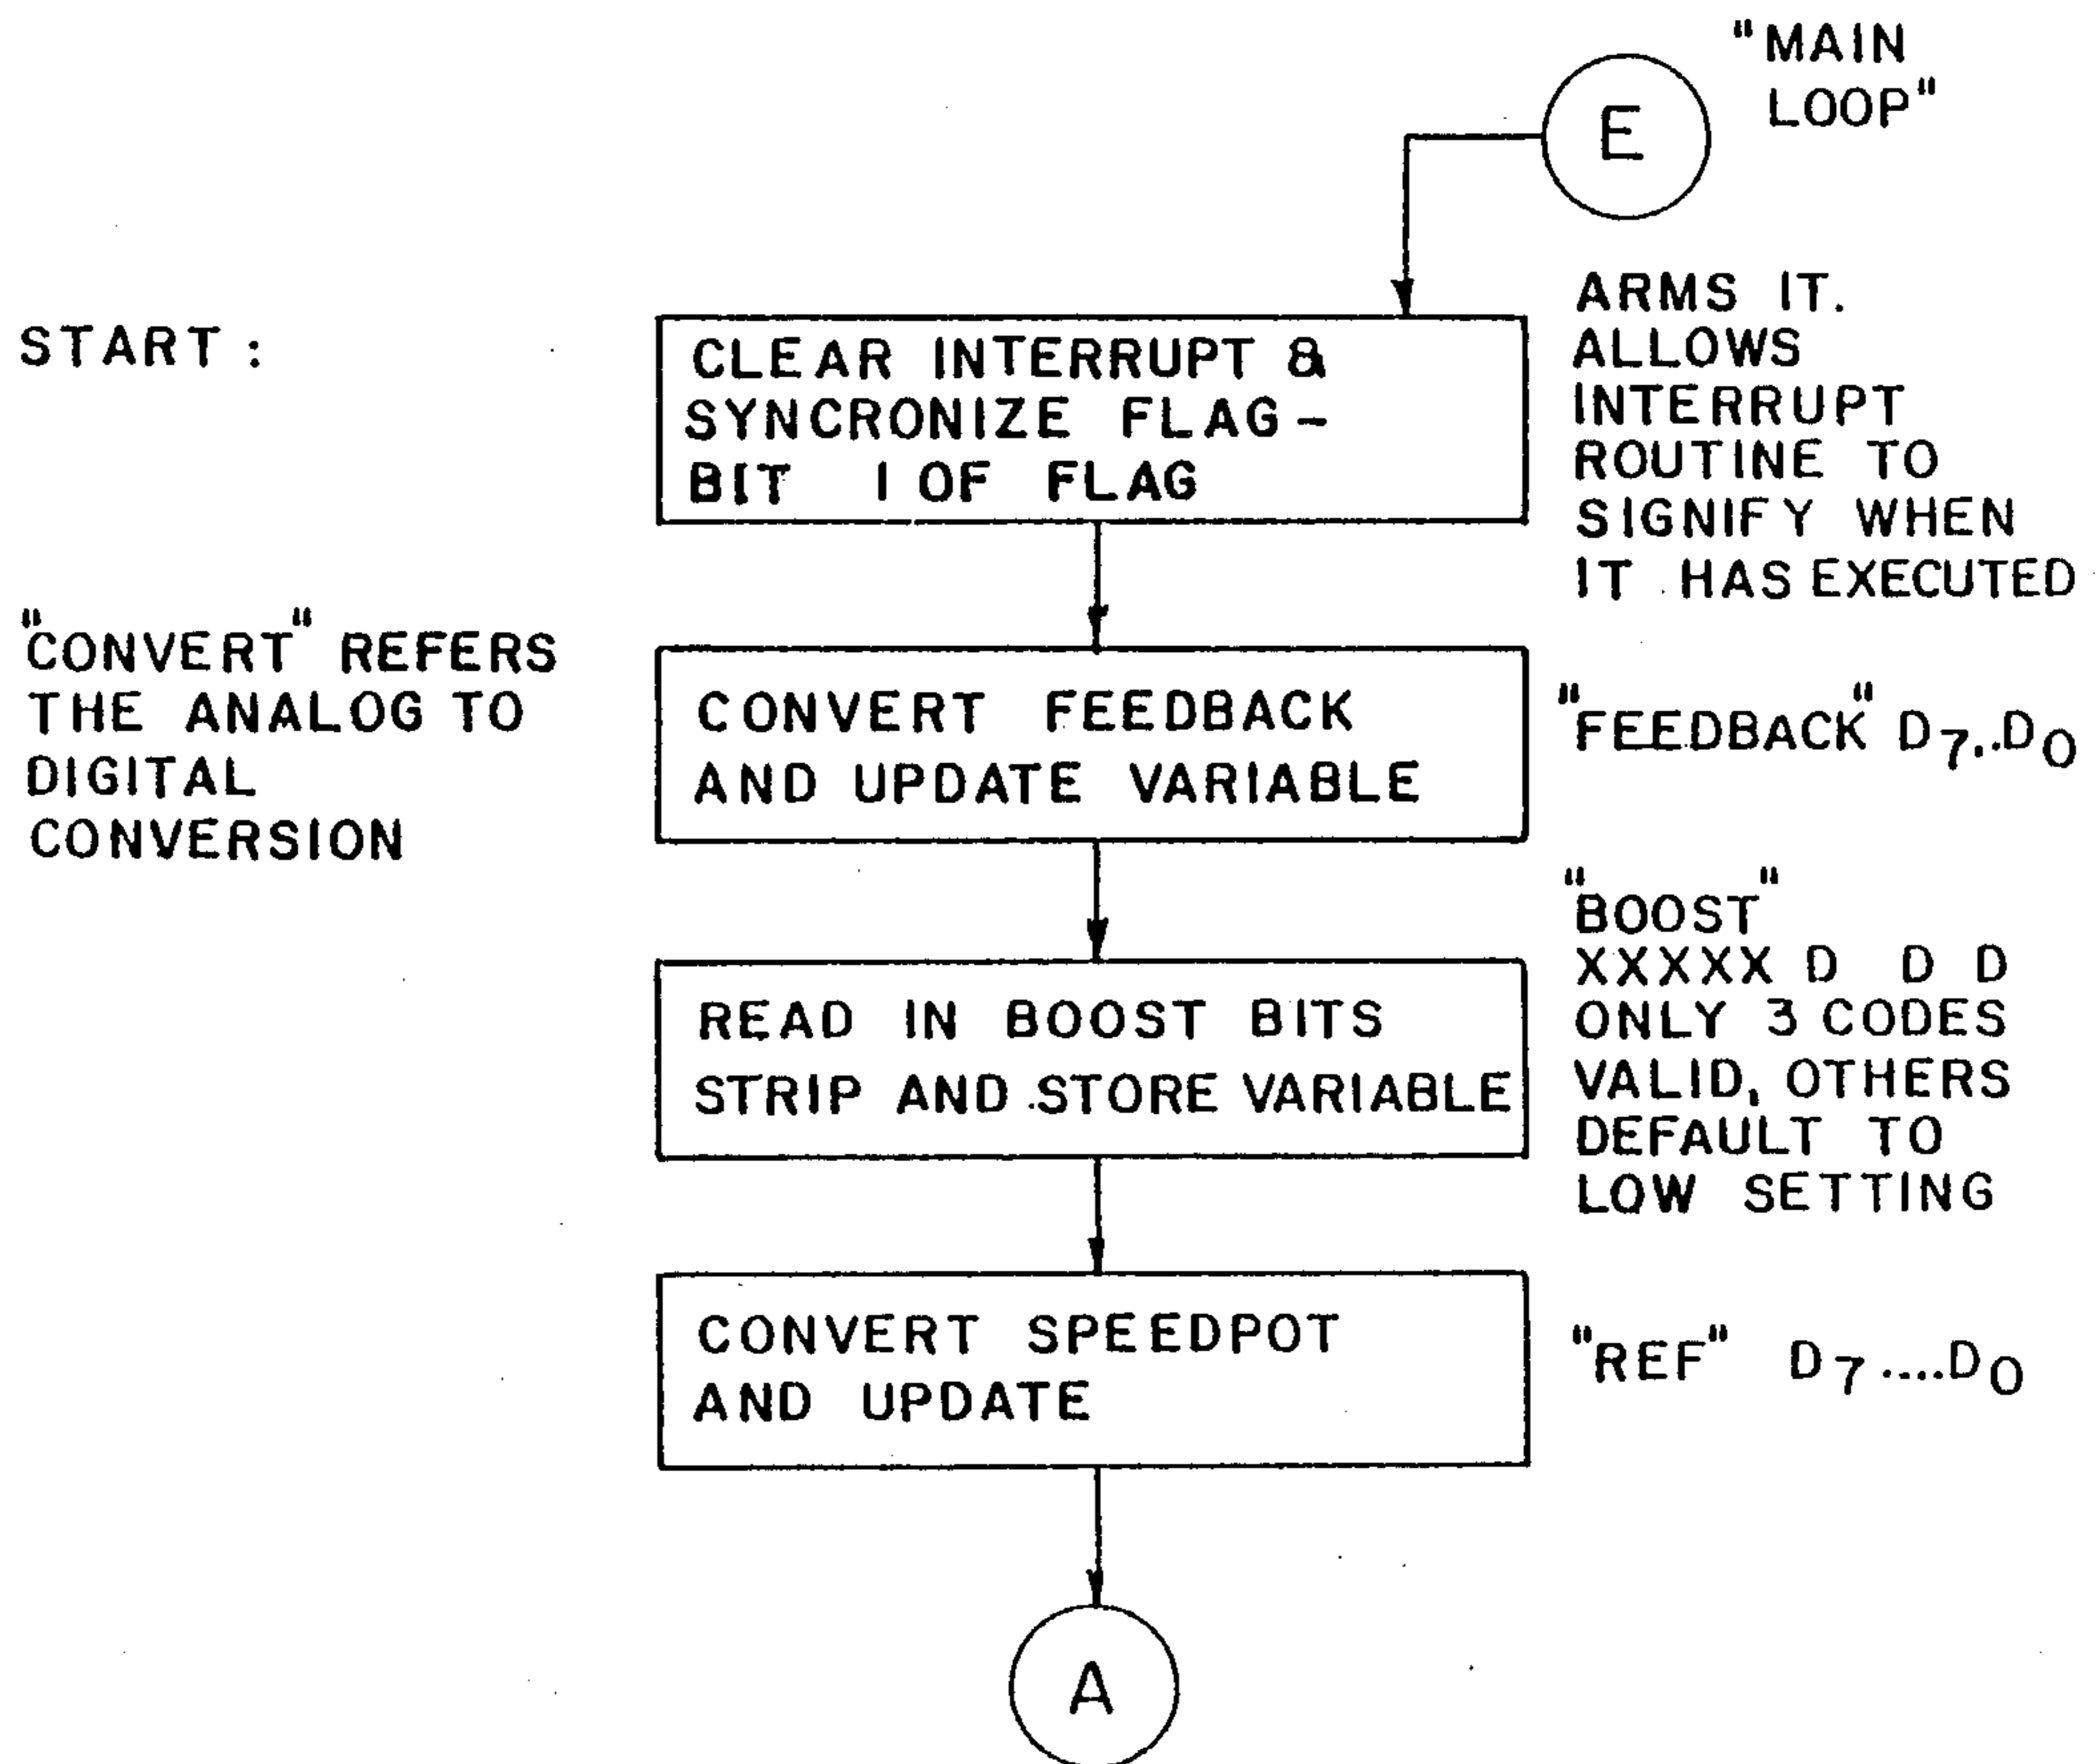 "MAIN
LOOP"
E
START :
CLEAR INTERRUPT &
SYNCRONIZE FLAG -
BIT 1 OF FLAG
ARMS IT.
ALLOWS
INTERRUPT
ROUTINE TO
SIGNIFY WHEN
IT HAS EXECUTED
"CONVERT" REFERS
THE ANALOG TO
DIGITAL
CONVERSION
CONVERT FEEDBACK
AND UPDATE VARIABLE
"FEEDBACK" D7..D0
READ IN BOOST BITS
STRIP AND STORE VARIABLE
"BOOST"
XXXXX D D D
ONLY 3 CODES
VALID, OTHERS
DEFAULT TO
LOW SETTING
CONVERT SPEEDPOT
AND UPDATE
"REF" D7....D0
A